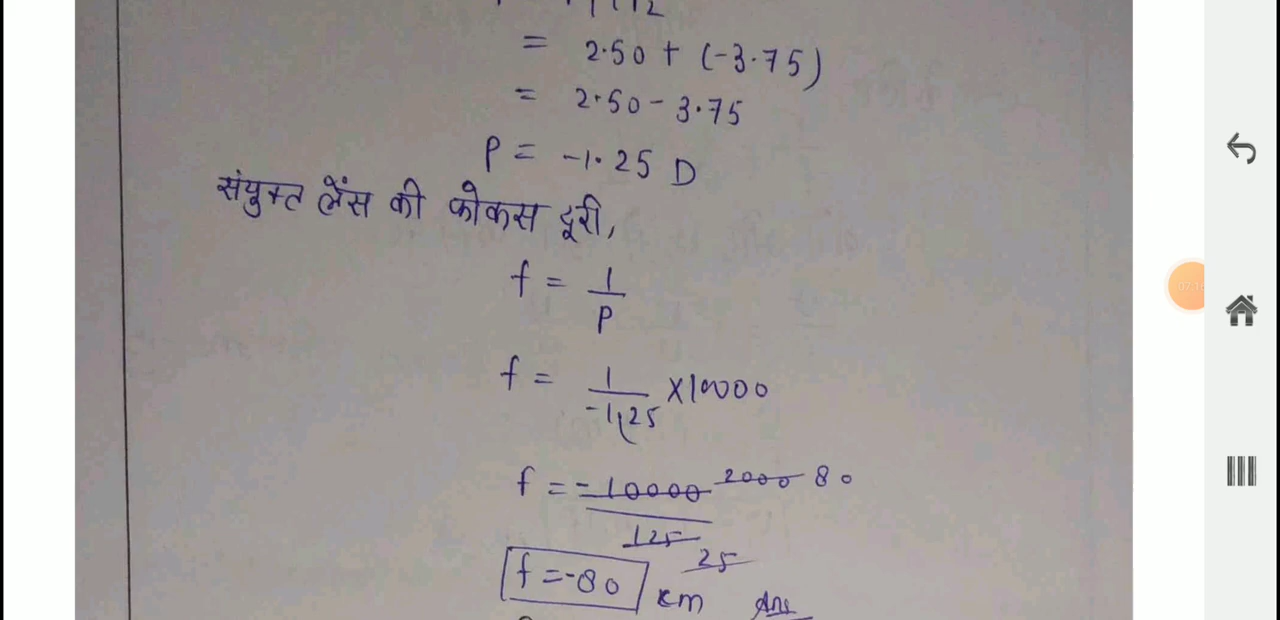 = 2.50 + (-3.75)
= 2.50 - 3.75
P = -1.25 D
संयुक्त लेंस की फोकस दूरी,
f = 1/P
f = 1/-1.25 ×10000
f = -10000 2000 80
125
25
f = -80 cm Ans